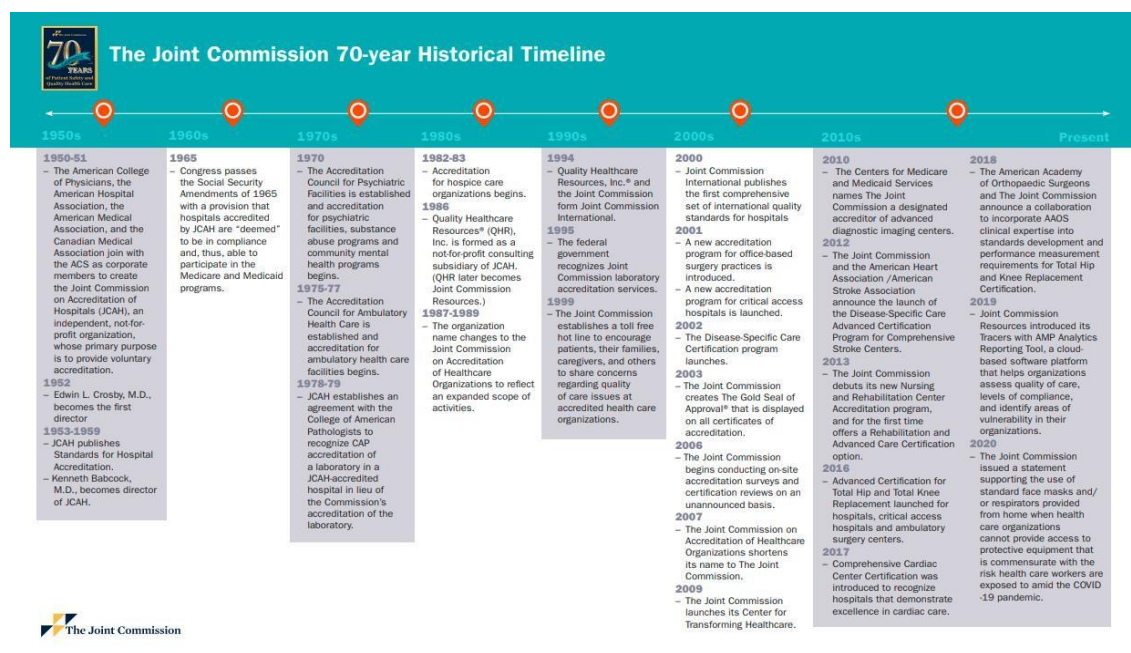 70
YEARS
of Patient Safety and
Quality Health Care
The Joint Commission 70-year Historical Timeline
1950s
1960s
1970s
1980s
1990s
2000s
2010s
Present
1950-51
– The American College
of Physicians, the
American Hospital
Association, the
American Medical
Association, and the
Canadian Medical
Association join with
the ACS as corporate
members to create
the Joint Commission
on Accreditation of
Hospitals (JCAH), an
independent, not-for-
profit organization,
whose primary purpose
is to provide voluntary
accreditation.
1952
– Edwin L. Crosby, M.D.,
becomes the first
director
1953-1959
– JCAH publishes
Standards for Hospital
Accreditation.
– Kenneth Babcock,
M.D., becomes director
of JCAH.
1965
– Congress passes
the Social Security
Amendments of 1965
with a provision that
hospitals accredited
by JCAH are “deemed”
to be in compliance
and, thus, able to
participate in the
Medicare and Medicaid
programs.
1970
– The Accreditation
Council for Psychiatric
Facilities is established
and accreditation
for psychiatric
facilities, substance
abuse programs and
community mental
health programs
begins.
1975-77
– The Accreditation
Council for Ambulatory
Health Care is
established and
accreditation for
ambulatory health care
facilities begins.
1978-79
– JCAH establishes an
agreement with the
College of American
Pathologists to
recognize CAP
accreditation of
a laboratory in a
JCAH-accredited
hospital in lieu of
the Commission’s
accreditation of the
laboratory.
1982-83
– Accreditation
for hospice care
organizations begins.
1986
– Quality Healthcare
Resources® (QHR),
Inc. is formed as a
not-for-profit consulting
subsidiary of JCAH.
(QHR later becomes
Joint Commission
Resources.)
1987-1989
– The organization
name changes to the
Joint Commission
on Accreditation
of Healthcare
Organizations to reflect
an expanded scope of
activities.
1994
– Quality Healthcare
Resources, Inc.® and
the Joint Commission
form Joint Commission
International.
1995
– The federal
government
recognizes Joint
Commission laboratory
accreditation services.
1999
– The Joint Commission
establishes a toll free
hot line to encourage
patients, their families,
caregivers, and others
to share concerns
regarding quality
of care issues at
accredited health care
organizations.
2000
– Joint Commission
International publishes
the first comprehensive
set of international quality
standards for hospitals
2001
– A new accreditation
program for office-based
surgery practices is
introduced.
– A new accreditation
program for critical access
hospitals is launched.
2002
– The Disease-Specific Care
Certification program
launches.
2003
– The Joint Commission
creates The Gold Seal of
Approval® that is displayed
on all certificates of
accreditation.
2006
– The Joint Commission
begins conducting on-site
accreditation surveys and
certification reviews on an
unannounced basis.
2007
– The Joint Commission on
Accreditation of Healthcare
Organizations shortens
its name to The Joint
Commission.
2009
– The Joint Commission
launches its Center for
Transforming Healthcare.
2010
– The Centers for Medicare
and Medicaid Services
names The Joint
Commission a designated
accreditor of advanced
diagnostic imaging centers.
2012
– The Joint Commission
and the American Heart
Association /American
Stroke Association
announce the launch of
the Disease-Specific Care
Advanced Certification
Program for Comprehensive
Stroke Centers.
2013
– The Joint Commission
debuts its new Nursing
and Rehabilitation Center
Accreditation program,
and for the first time
offers a Rehabilitation and
Advanced Care Certification
option.
2016
– Advanced Certification for
Total Hip and Total Knee
Replacement launched for
hospitals, critical access
hospitals and ambulatory
surgery centers.
2017
– Comprehensive Cardiac
Center Certification was
introduced to recognize
hospitals that demonstrate
excellence in cardiac care.
2018
– The American Academy
of Orthopaedic Surgeons
and The Joint Commission
announce a collaboration
to incorporate AAOS
clinical expertise into
standards development and
performance measurement
requirements for Total Hip
and Knee Replacement
Certification.
2019
– Joint Commission
Resources introduced its
Tracers with AMP Analytics
Reporting Tool, a cloud-
based software platform
that helps organizations
assess quality of care,
levels of compliance,
and identify areas of
vulnerability in their
organizations.
2020
– The Joint Commission
issued a statement
supporting the use of
standard face masks and/
or respirators provided
from home when health
care organizations
cannot provide access to
protective equipment that
is commensurate with the
risk health care workers are
exposed to amid the COVID
-19 pandemic.
The Joint Commission